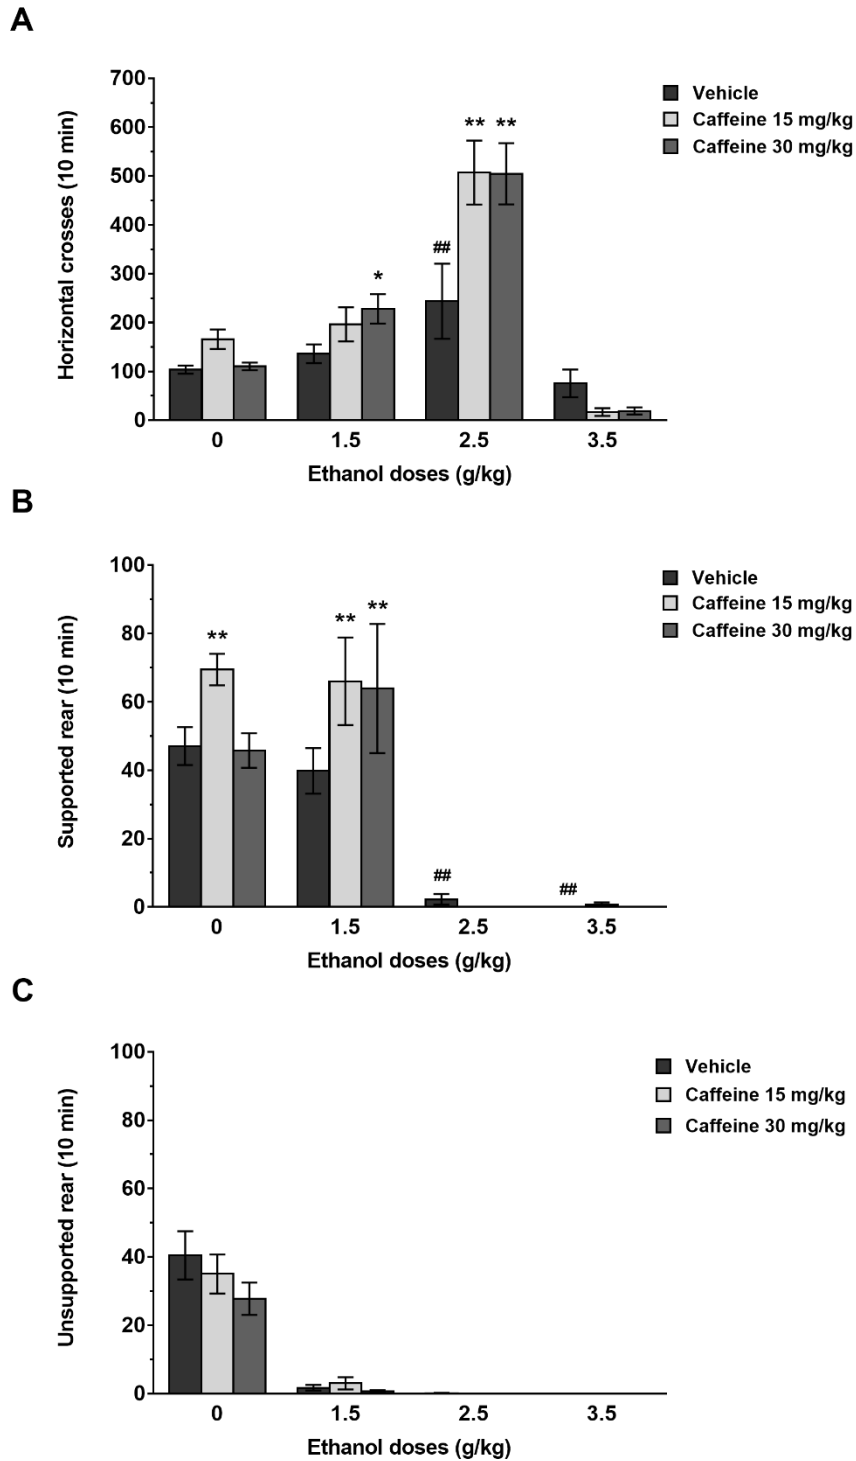 A
Horizontal crosses (10 min)
700
600
500
400
300
200
100
0
** **
##
*
Vehicle
Caffeine 15 mg/kg
Caffeine 30 mg/kg
0 1.5 2.5 3.5
Ethanol doses (g/kg)
B
Supported rear (10 min)
100
80
60
40
20
0
** ** **
## ##
Vehicle
Caffeine 15 mg/kg
Caffeine 30 mg/kg
0 1.5 2.5 3.5
Ethanol doses (g/kg)
C
Unsupported rear (10 min)
100
80
60
40
20
0
Vehicle
Caffeine 15 mg/kg
Caffeine 30 mg/kg
0 1.5 2.5 3.5
Ethanol doses (g/kg)